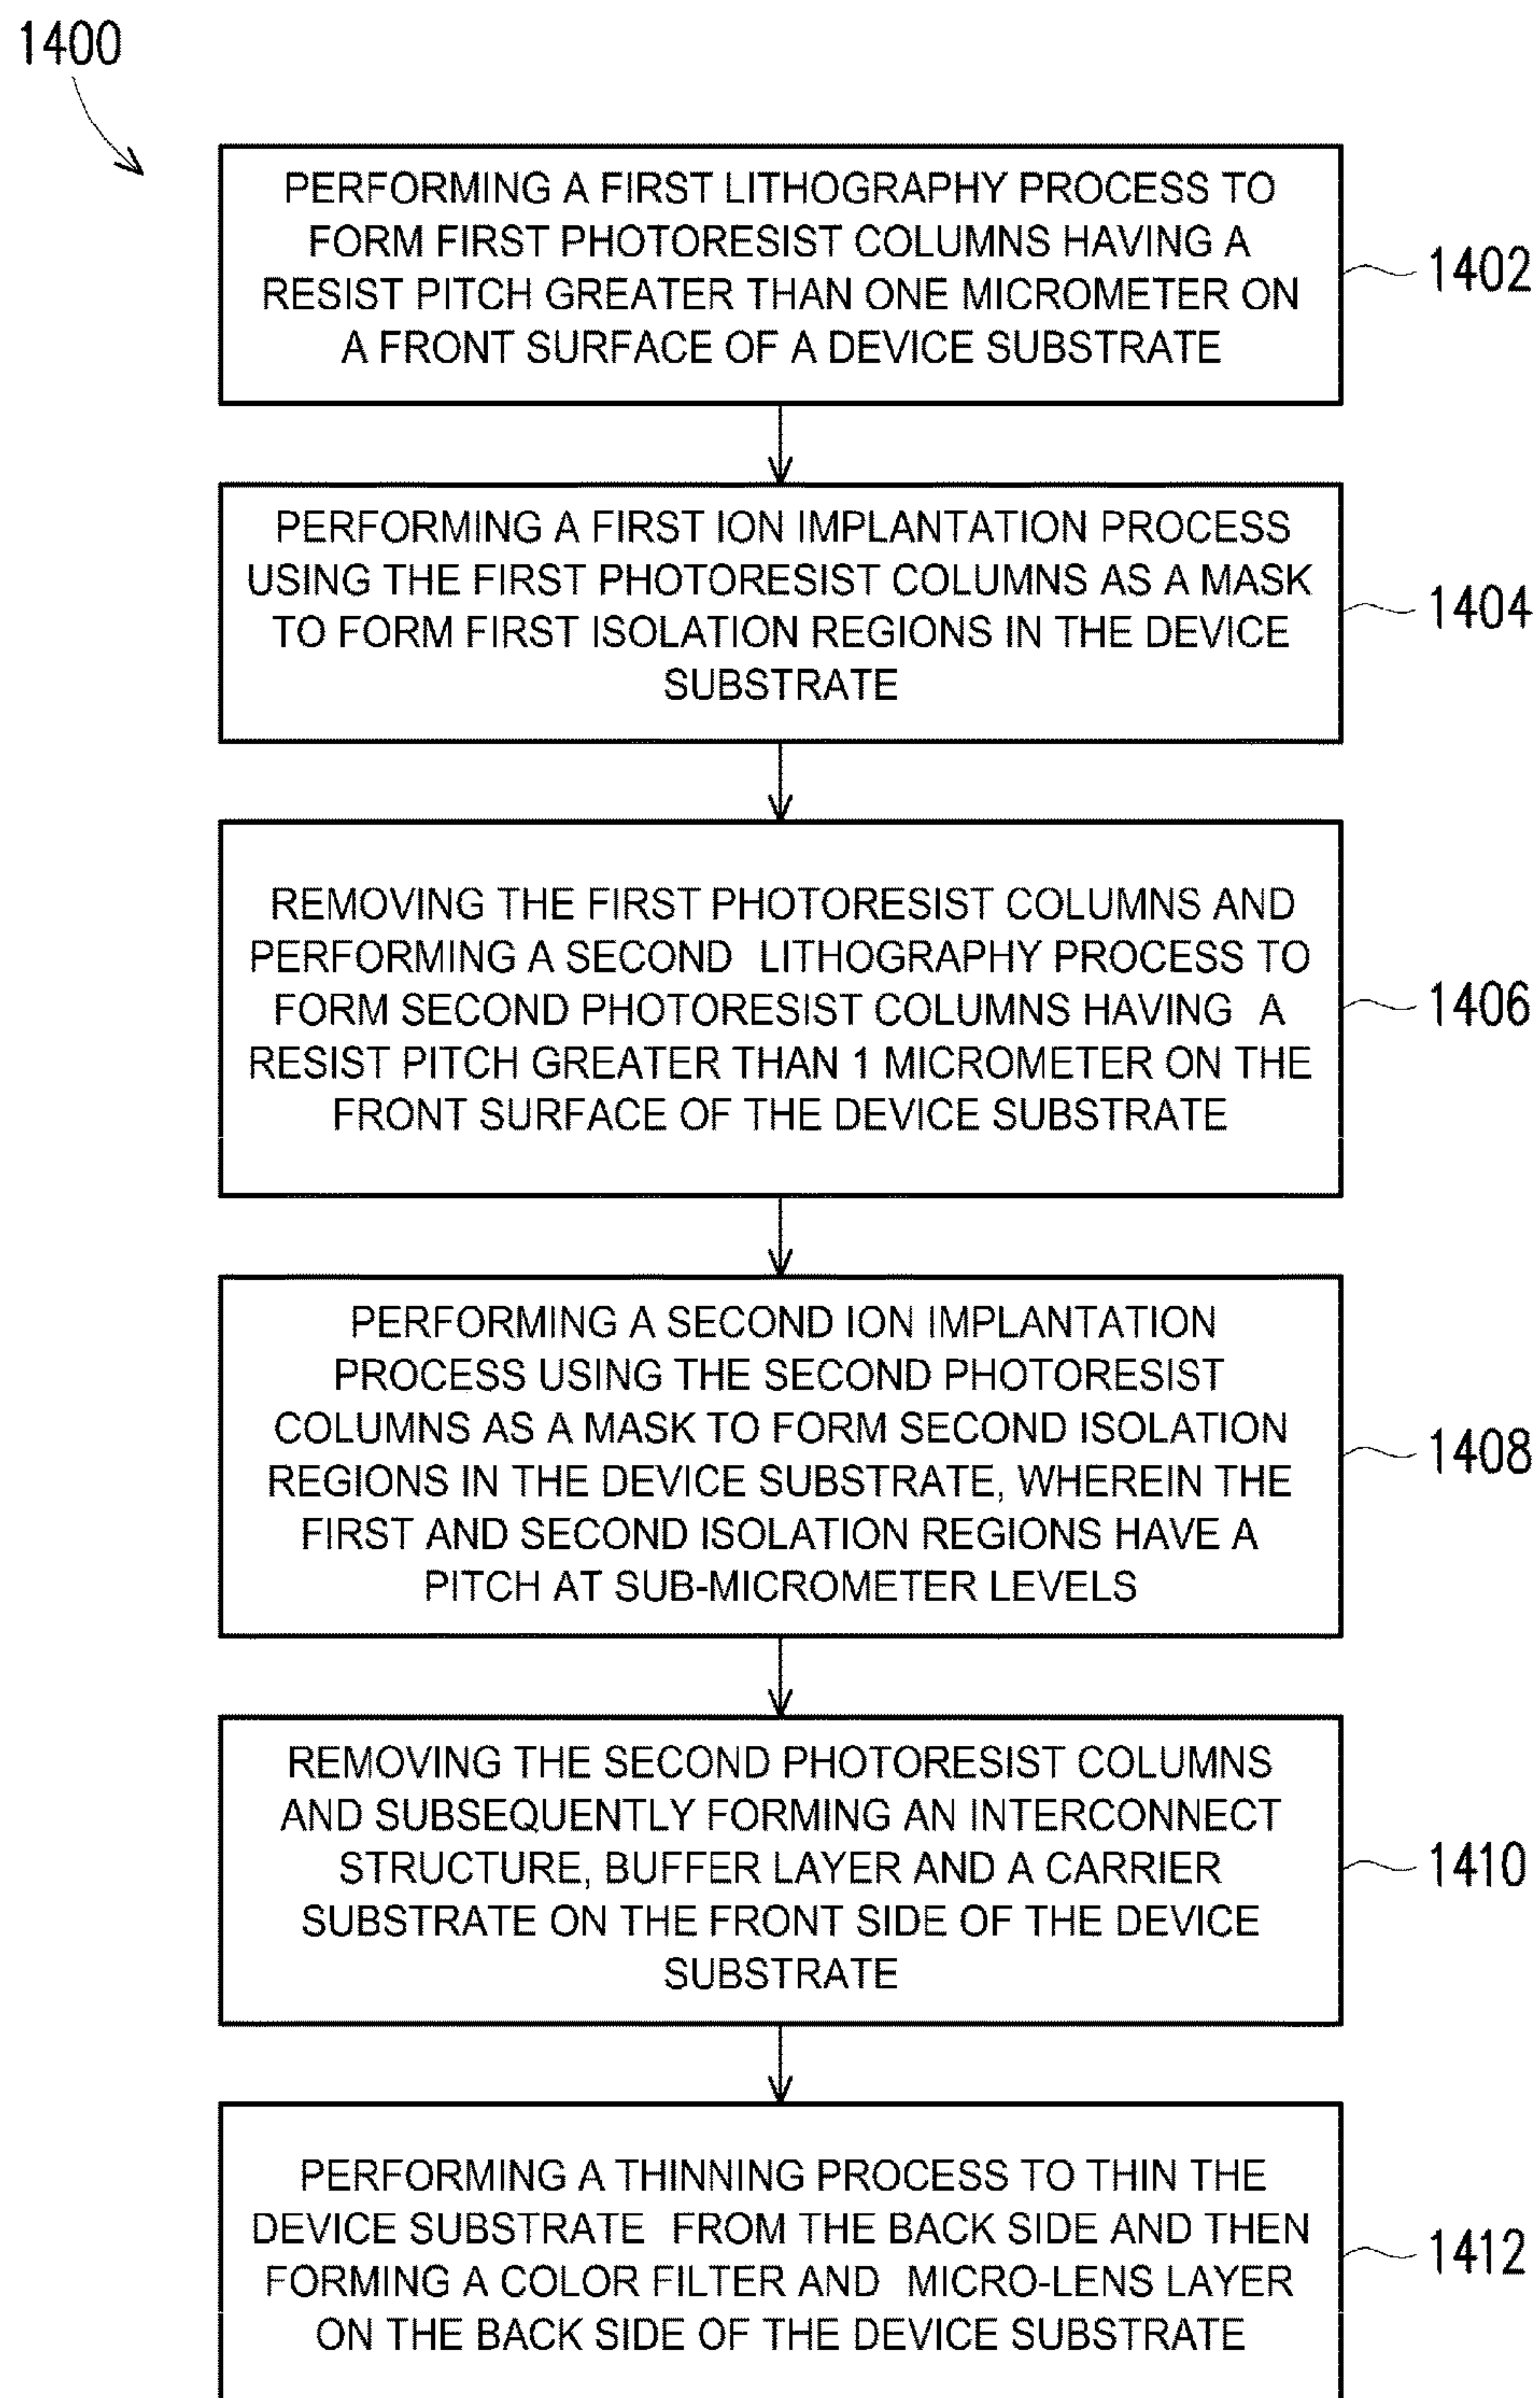 1400
PERFORMING A FIRST LITHOGRAPHY PROCESS TO
FORM FIRST PHOTORESIST COLUMNS HAVING A
RESIST PITCH GREATER THAN ONE MICROMETER ON
A FRONT SURFACE OF A DEVICE SUBSTRATE
1402
PERFORMING A FIRST ION IMPLANTATION PROCESS
USING THE FIRST PHOTORESIST COLUMNS AS A MASK
TO FORM FIRST ISOLATION REGIONS IN THE DEVICE
SUBSTRATE
1404
REMOVING THE FIRST PHOTORESIST COLUMNS AND
PERFORMING A SECOND LITHOGRAPHY PROCESS TO
FORM SECOND PHOTORESIST COLUMNS HAVING A
RESIST PITCH GREATER THAN 1 MICROMETER ON THE
FRONT SURFACE OF THE DEVICE SUBSTRATE
1406
PERFORMING A SECOND ION IMPLANTATION
PROCESS USING THE SECOND PHOTORESIST
COLUMNS AS A MASK TO FORM SECOND ISOLATION
REGIONS IN THE DEVICE SUBSTRATE, WHEREIN THE
FIRST AND SECOND ISOLATION REGIONS HAVE A
PITCH AT SUB-MICROMETER LEVELS
1408
REMOVING THE SECOND PHOTORESIST COLUMNS
AND SUBSEQUENTLY FORMING AN INTERCONNECT
STRUCTURE, BUFFER LAYER AND A CARRIER
SUBSTRATE ON THE FRONT SIDE OF THE DEVICE
SUBSTRATE
1410
PERFORMING A THINNING PROCESS TO THIN THE
DEVICE SUBSTRATE FROM THE BACK SIDE AND THEN
FORMING A COLOR FILTER AND MICRO-LENS LAYER
ON THE BACK SIDE OF THE DEVICE SUBSTRATE
1412